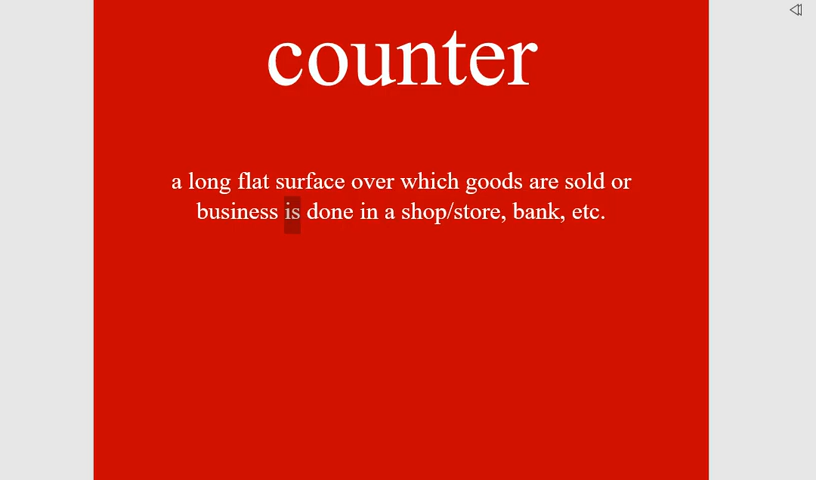 counter
a long flat surface over which goods are sold or
business is done in a shop/store, bank, etc.